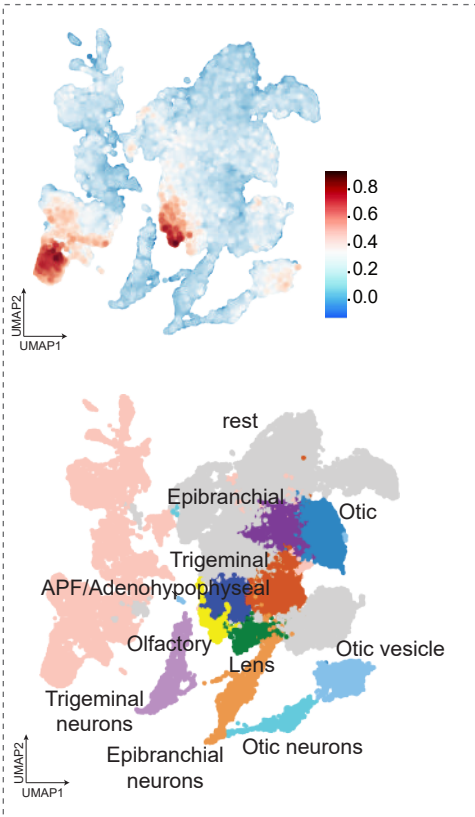 0.8
0.6
0.4
0.2
0.0
UMAP2
UMAP1
rest
Epibranchial
Otic
Trigeminal
APF/Adenohypophyseal
Olfactory
Otic vesicle
Lens
Trigeminal
neurons
Otic neurons
Epibranchial
neurons
UMAP2
UMAP1